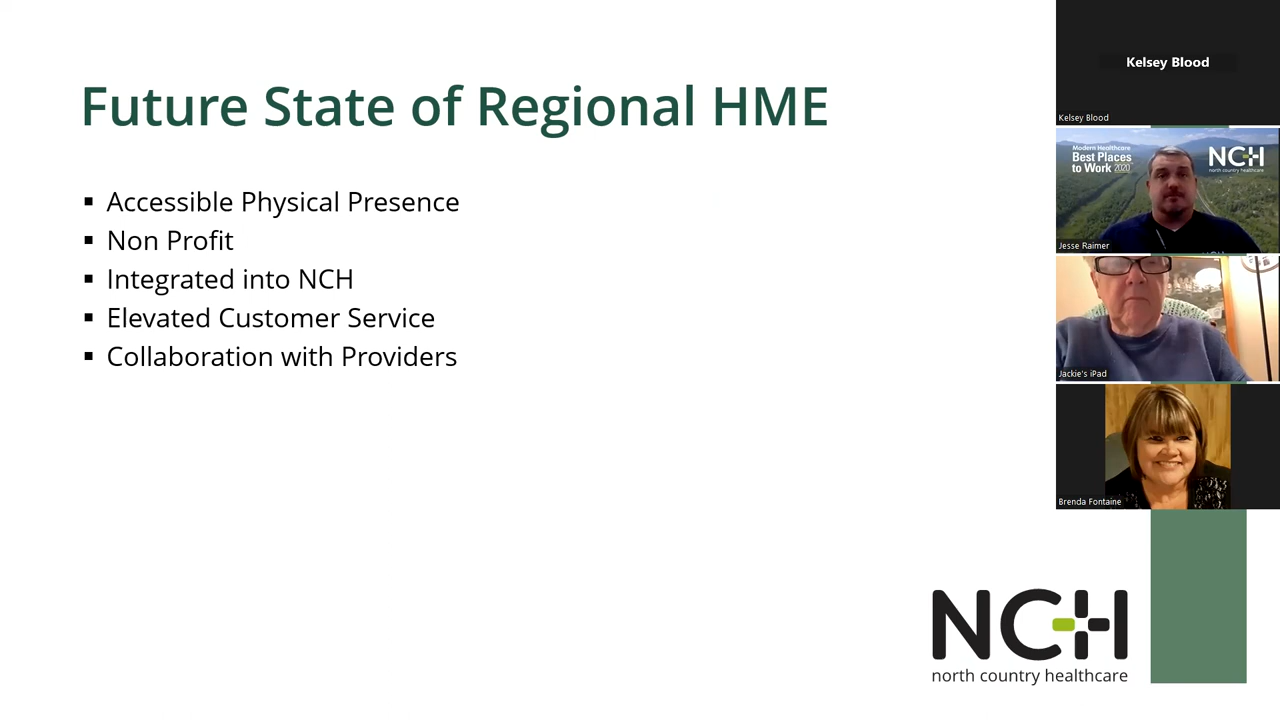 Future State of Regional HME
Accessible Physical Presence
Non Profit
Integrated into NCH
Elevated Customer Service
Collaboration with Providers
Kelsey Blood
Kelsey Blood
Modern Healthcare
Best Places
to Work 2020
NCH
north country healthcare
Jesse Raimer
Jackie's iPad
Brenda Fontaine
NCH
north country healthcare